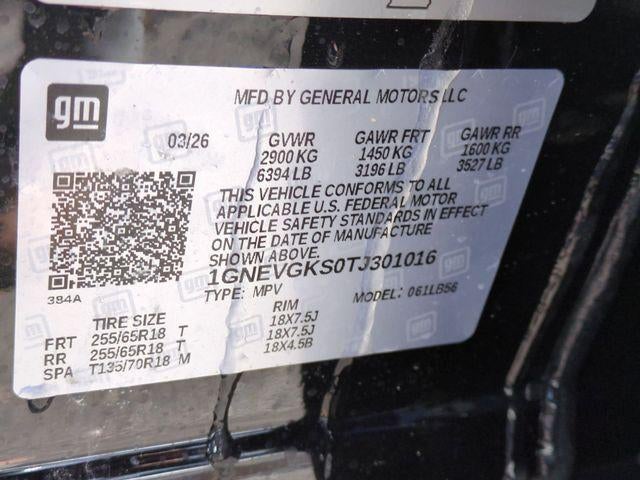 gm
MFD BY GENERAL MOTORS LLC
03/26 GVWR GAWR FRT GAWR RR
2900 KG 1450 KG 1600 KG
6394 LB 3196 LB 3527 LB
THIS VEHICLE CONFORMS TO ALL
APPLICABLE U.S. FEDERAL MOTOR
VEHICLE SAFETY STANDARDS IN EFFECT
ON THE DATE OF MANUFACTURE
SHOWN ABOVE.
1GNEVGKS0TJ301016
384A TYPE: MPV MODEL: 061LB56
TIRE SIZE RIM
FRT 255/65R18 T 18X7.5J
RR 255/65R18 T 18X7.5J
SPA T135/70R18 M 18X4.5B